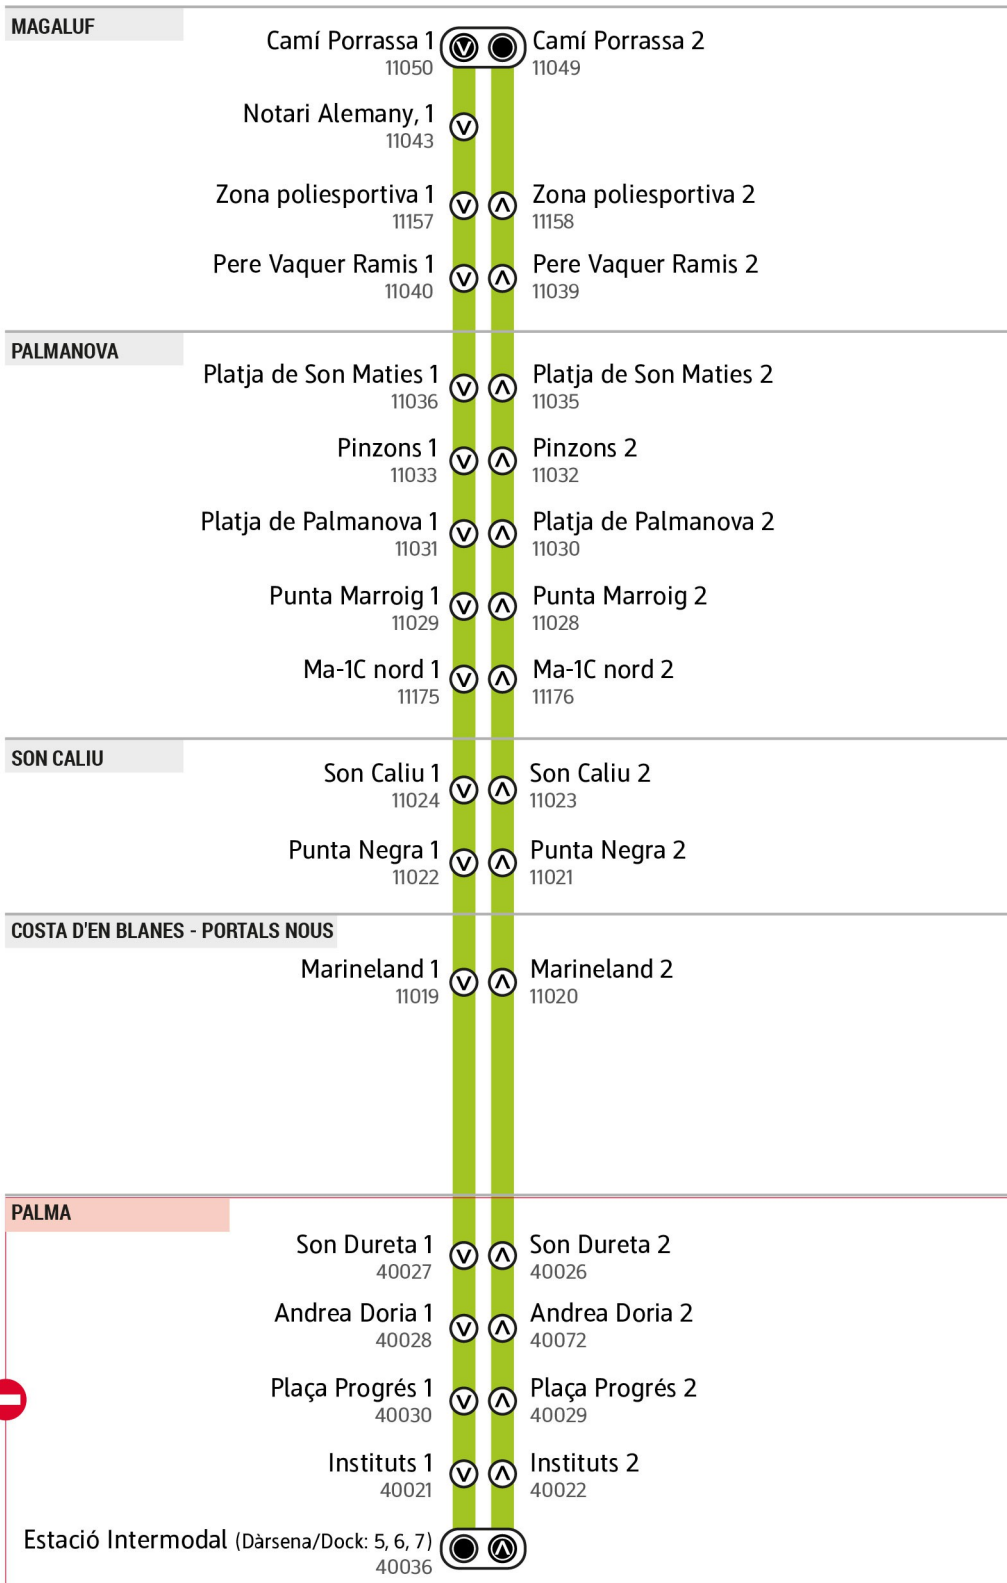 MAGALUF
Camí Porrassa 1
11050
Camí Porrassa 2
11049
Notari Alemany, 1
11043
Zona poliesportiva 1
11157
Zona poliesportiva 2
11158
Pere Vaquer Ramis 1
11040
Pere Vaquer Ramis 2
11039
PALMANOVA
Platja de Son Maties 1
11036
Platja de Son Maties 2
11035
Pinzons 1
11033
Pinzons 2
11032
Platja de Palmanova 1
11031
Platja de Palmanova 2
11030
Punta Marroig 1
11029
Punta Marroig 2
11028
Ma-1C nord 1
11175
Ma-1C nord 2
11176
SON CALIU
Son Caliu 1
11024
Son Caliu 2
11023
Punta Negra 1
11022
Punta Negra 2
11021
COSTA D'EN BLANES - PORTALS NOUS
Marineland 1
11019
Marineland 2
11020
PALMA
Son Dureta 1
40027
Son Dureta 2
40026
Andrea Doria 1
40028
Andrea Doria 2
40072
Plaça Progrés 1
40030
Plaça Progrés 2
40029
Instituts 1
40021
Instituts 2
40022
Estació Intermodal (Dàrsena/Dock: 5, 6, 7)
40036